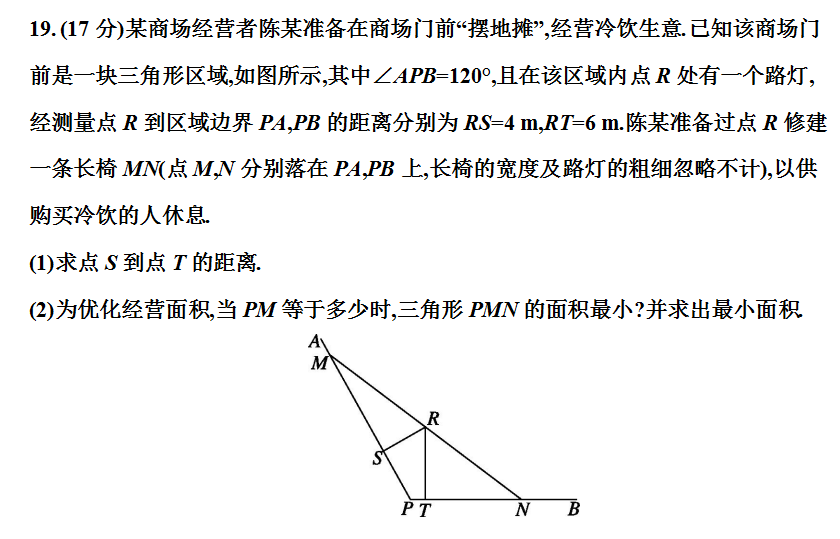 19. (17 分)某商场经营者陈某准备在商场门前“摆地摊”,经营冷饮生意.已知该商场门
前是一块三角形区域,如图所示,其中∠APB=120°,且在该区域内点 R 处有一个路灯,
经测量点 R 到区域边界 PA,PB 的距离分别为 RS=4 m,RT=6 m.陈某准备过点 R 修建
一条长椅 MN(点 M,N 分别落在 PA,PB 上,长椅的宽度及路灯的粗细忽略不计),以供
购买冷饮的人休息.
(1)求点 S 到点 T 的距离.
(2)为优化经营面积,当 PM 等于多少时,三角形 PMN 的面积最小?并求出最小面积.
A
M
R
S
P T N B